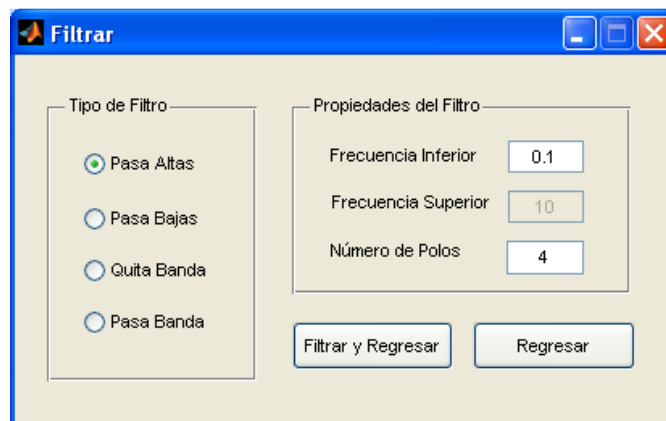 Filtrar
Tipo de Filtro
Pasa Altas
Pasa Bajas
Quita Banda
Pasa Banda
Propiedades del Filtro
Frecuencia Inferior 0.1
Frecuencia Superior 10
Número de Polos 4
Filtrar y Regresar
Regresar